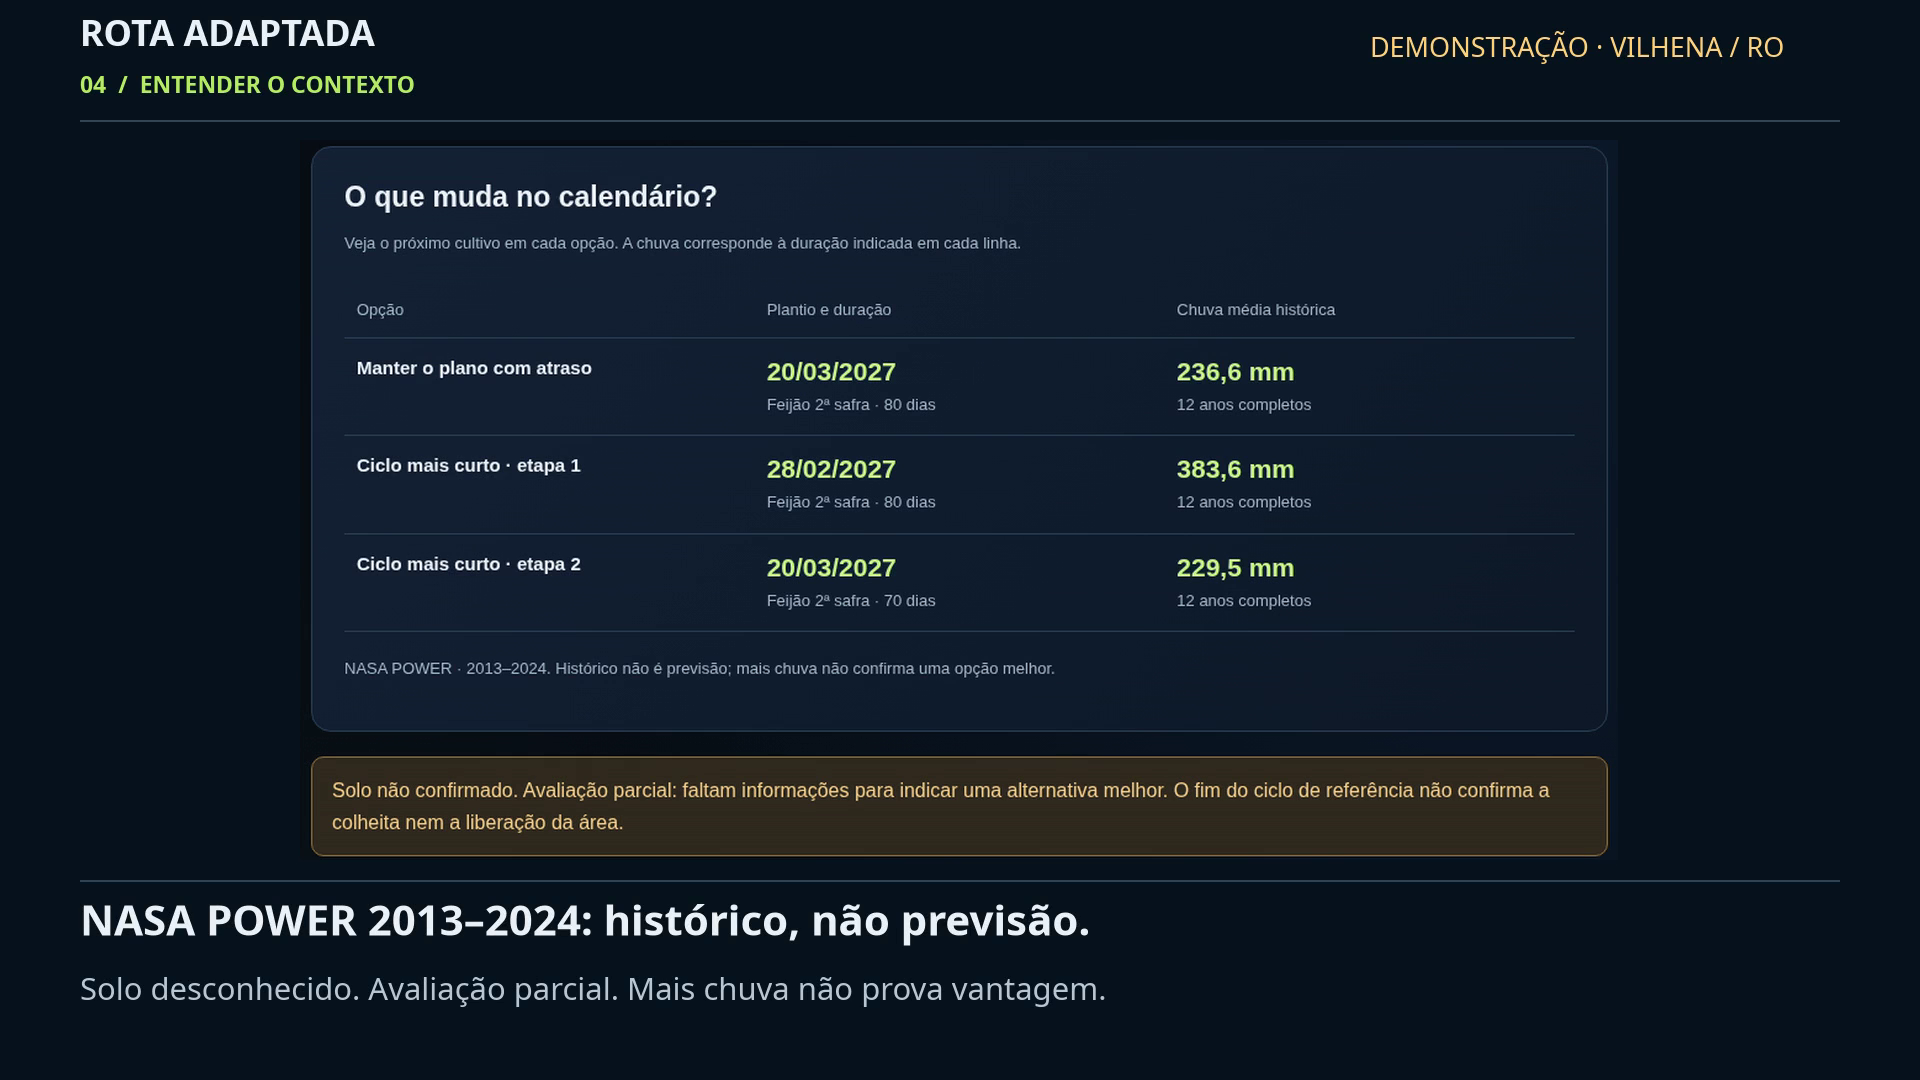 ROTA ADAPTADA
04 / ENTENDER O CONTEXTO
DEMONSTRAÇÃO · VILHENA / RO
O que muda no calendário?
Veja o próximo cultivo em cada opção. A chuva corresponde à duração indicada em cada linha.
Opção Plantio e duração Chuva média histórica
Manter o plano com atraso 20/03/2027 236,6 mm
Feijão 2ª safra · 80 dias 12 anos completos
Ciclo mais curto · etapa 1 28/02/2027 383,6 mm
Feijão 2ª safra · 80 dias 12 anos completos
Ciclo mais curto · etapa 2 20/03/2027 229,5 mm
Feijão 2ª safra · 70 dias 12 anos completos
NASA POWER · 2013–2024. Histórico não é previsão; mais chuva não confirma uma opção melhor.
Solo não confirmado. Avaliação parcial: faltam informações para indicar uma alternativa melhor. O fim do ciclo de referência não confirma a
colheita nem a liberação da área.
NASA POWER 2013–2024: histórico, não previsão.
Solo desconhecido. Avaliação parcial. Mais chuva não prova vantagem.